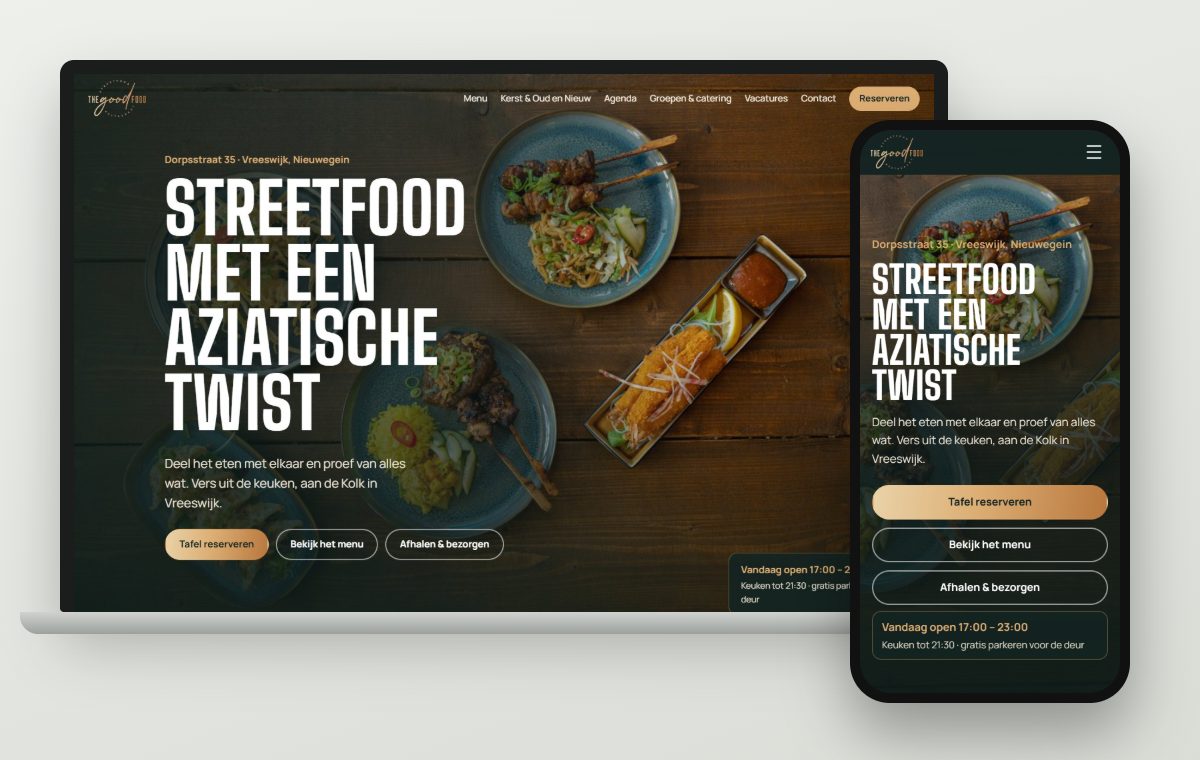 THE good FOOD
Menu Kerst & Oud en Nieuw Agenda Groepen & catering Vacatures Contact Reserveren
Dorpsstraat 35 · Vreeswijk, Nieuwegein
STREETFOOD
MET EEN
AZIATISCHE
TWIST
Deel het eten met elkaar en proef van alles
wat. Vers uit de keuken, aan de Kolk in
Vreeswijk.
Tafel reserveren Bekijk het menu Afhalen & bezorgen
Vandaag open 17:00 – 2
Keuken tot 21:30 · gratis par
deur
THE good FOOD
Dorpsstraat 35 · Vreeswijk, Nieuwegein
STREETFOOD
MET EEN
AZIATISCHE
TWIST
Deel het eten met elkaar en proef van alles
wat. Vers uit de keuken, aan de Kolk in
Vreeswijk.
Tafel reserveren
Bekijk het menu
Afhalen & bezorgen
Vandaag open 17:00 – 23:00
Keuken tot 21:30 · gratis parkeren voor de deur